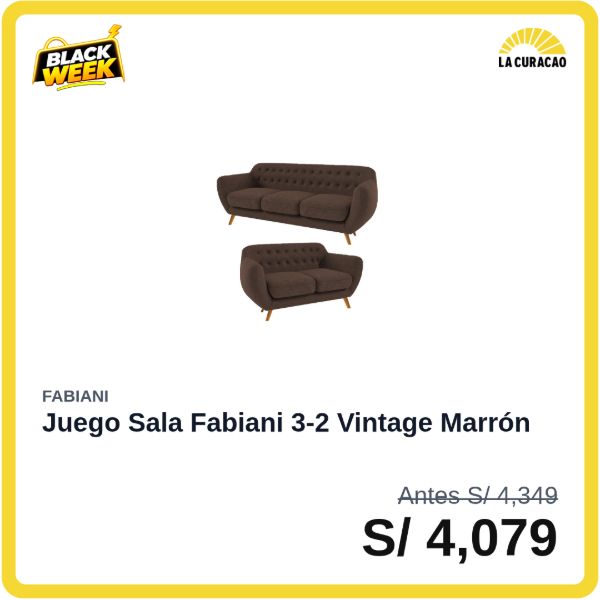 BLACK
WEEK
LA CURACAO
FABIANI
Juego Sala Fabiani 3-2 Vintage Marrón
Antes S/ 4,349
S/ 4,079